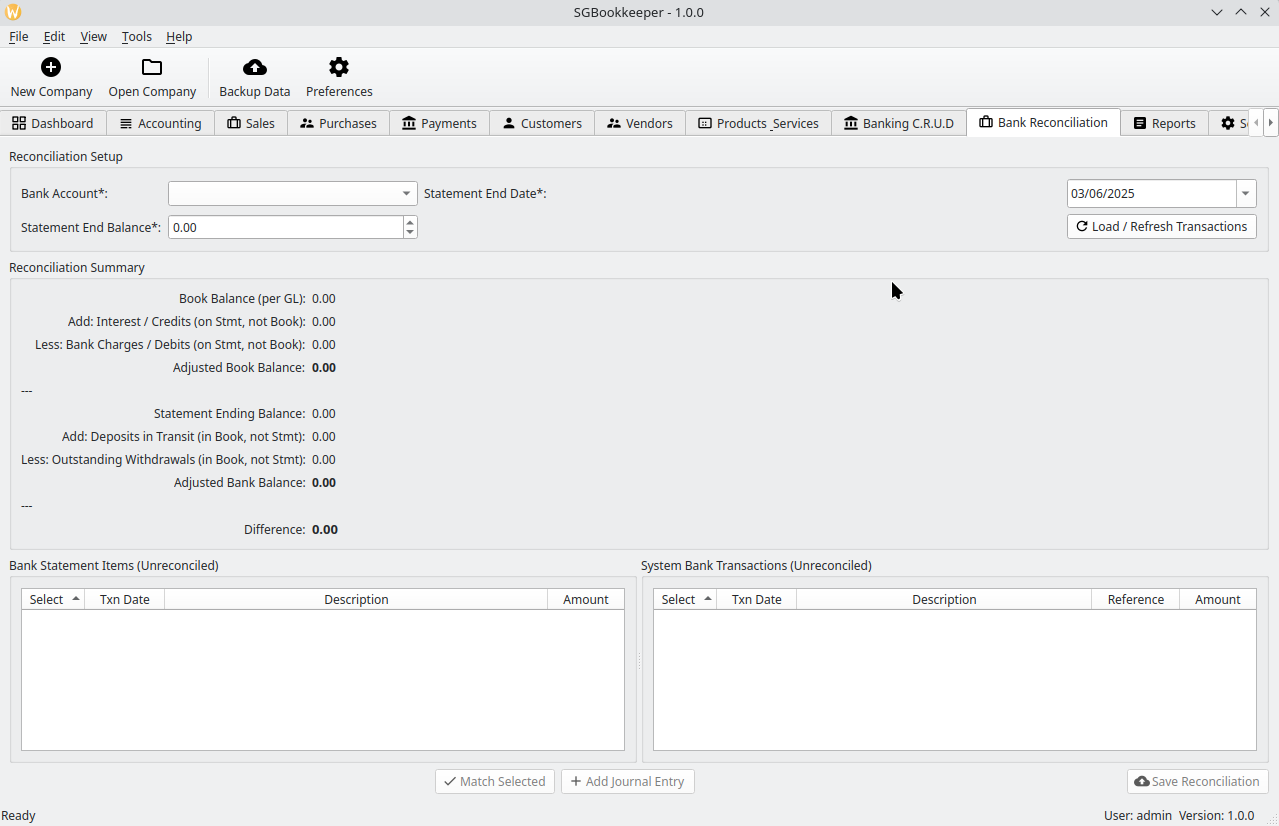 SGBookkeeper - 1.0.0
File Edit View Tools Help
New Company Open Company Backup Data Preferences
Dashboard Accounting Sales Purchases Payments Customers Vendors Products _Services Banking C.R.U.D Bank Reconciliation Reports
Reconciliation Setup
Bank Account*: Statement End Date*: 03/06/2025
Statement End Balance*: 0.00 Load / Refresh Transactions
Reconciliation Summary
Book Balance (per GL): 0.00
Add: Interest / Credits (on Stmt, not Book): 0.00
Less: Bank Charges / Debits (on Stmt, not Book): 0.00
Adjusted Book Balance: 0.00
---
Statement Ending Balance: 0.00
Add: Deposits in Transit (in Book, not Stmt): 0.00
Less: Outstanding Withdrawals (in Book, not Stmt): 0.00
Adjusted Bank Balance: 0.00
---
Difference: 0.00
Bank Statement Items (Unreconciled) System Bank Transactions (Unreconciled)
Select Txn Date Description Amount Select Txn Date Description Reference Amount
Match Selected Add Journal Entry Save Reconciliation
Ready User: admin Version: 1.0.0